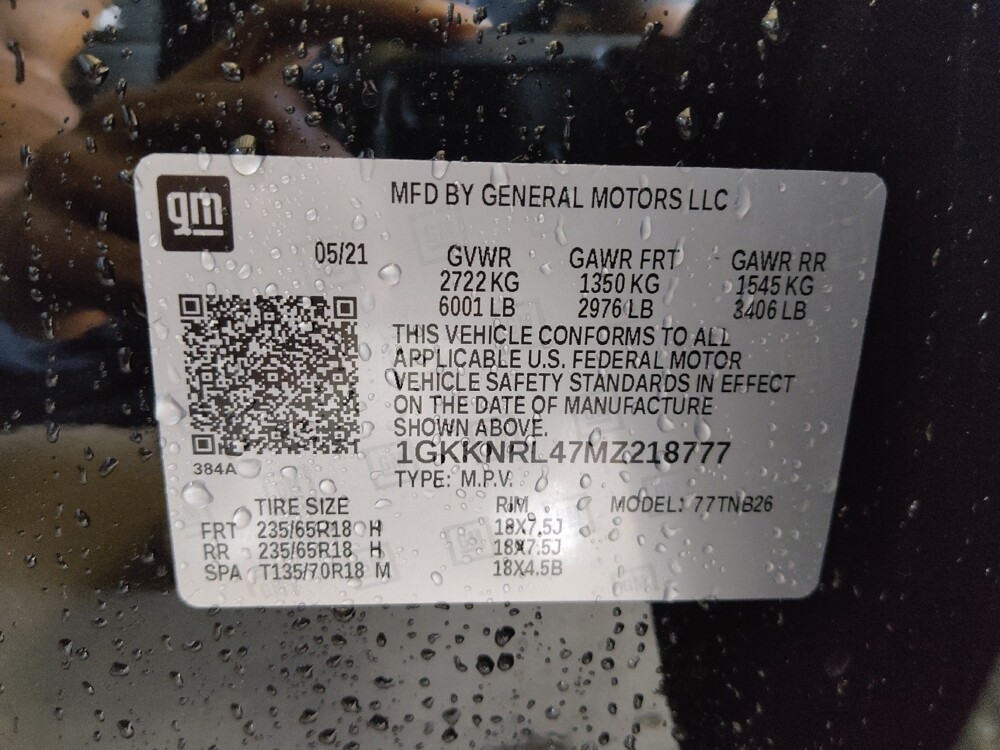 gm
MFD BY GENERAL MOTORS LLC
05/21 GVWR GAWR FRT GAWR RR
2722 KG 1350 KG 1545 KG
6001 LB 2976 LB 3406 LB
THIS VEHICLE CONFORMS TO ALL
APPLICABLE U.S. FEDERAL MOTOR
VEHICLE SAFETY STANDARDS IN EFFECT
ON THE DATE OF MANUFACTURE
SHOWN ABOVE.
1GKKNRL47MZ218777
384A
TYPE: M.P.V.
TIRE SIZE RIM MODEL: 77TNB26
FRT 235/65R18 H 18X7.5J
RR 235/65R18 H 18X7.5J
SPA T135/70R18 M 18X4.5B